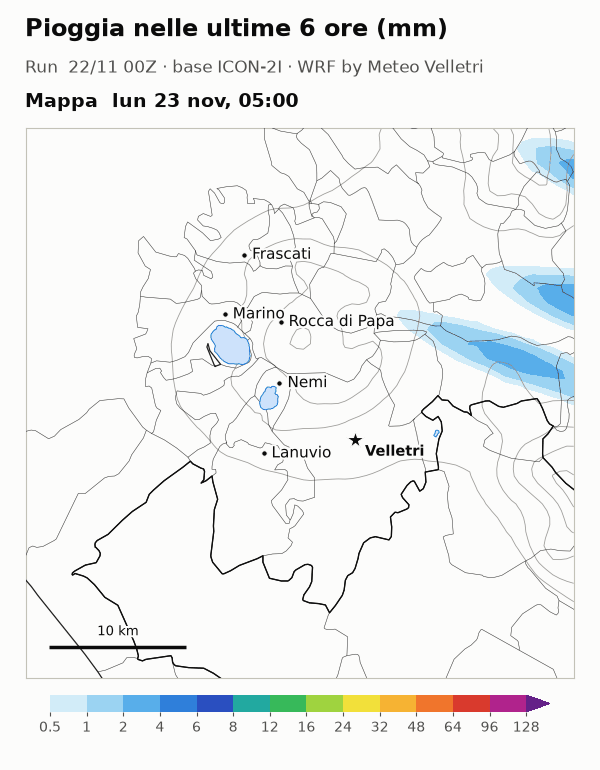 Pioggia nelle ultime 6 ore (mm)
Run 22/11 00Z · base ICON-2I · WRF by Meteo Velletri
Mappa lun 23 nov, 05:00
Frascati
Marino
Rocca di Papa
Nemi
Velletri
Lanuvio
10 km
0.5 1 2 4 6 8 12 16 24 32 48 64 96 128